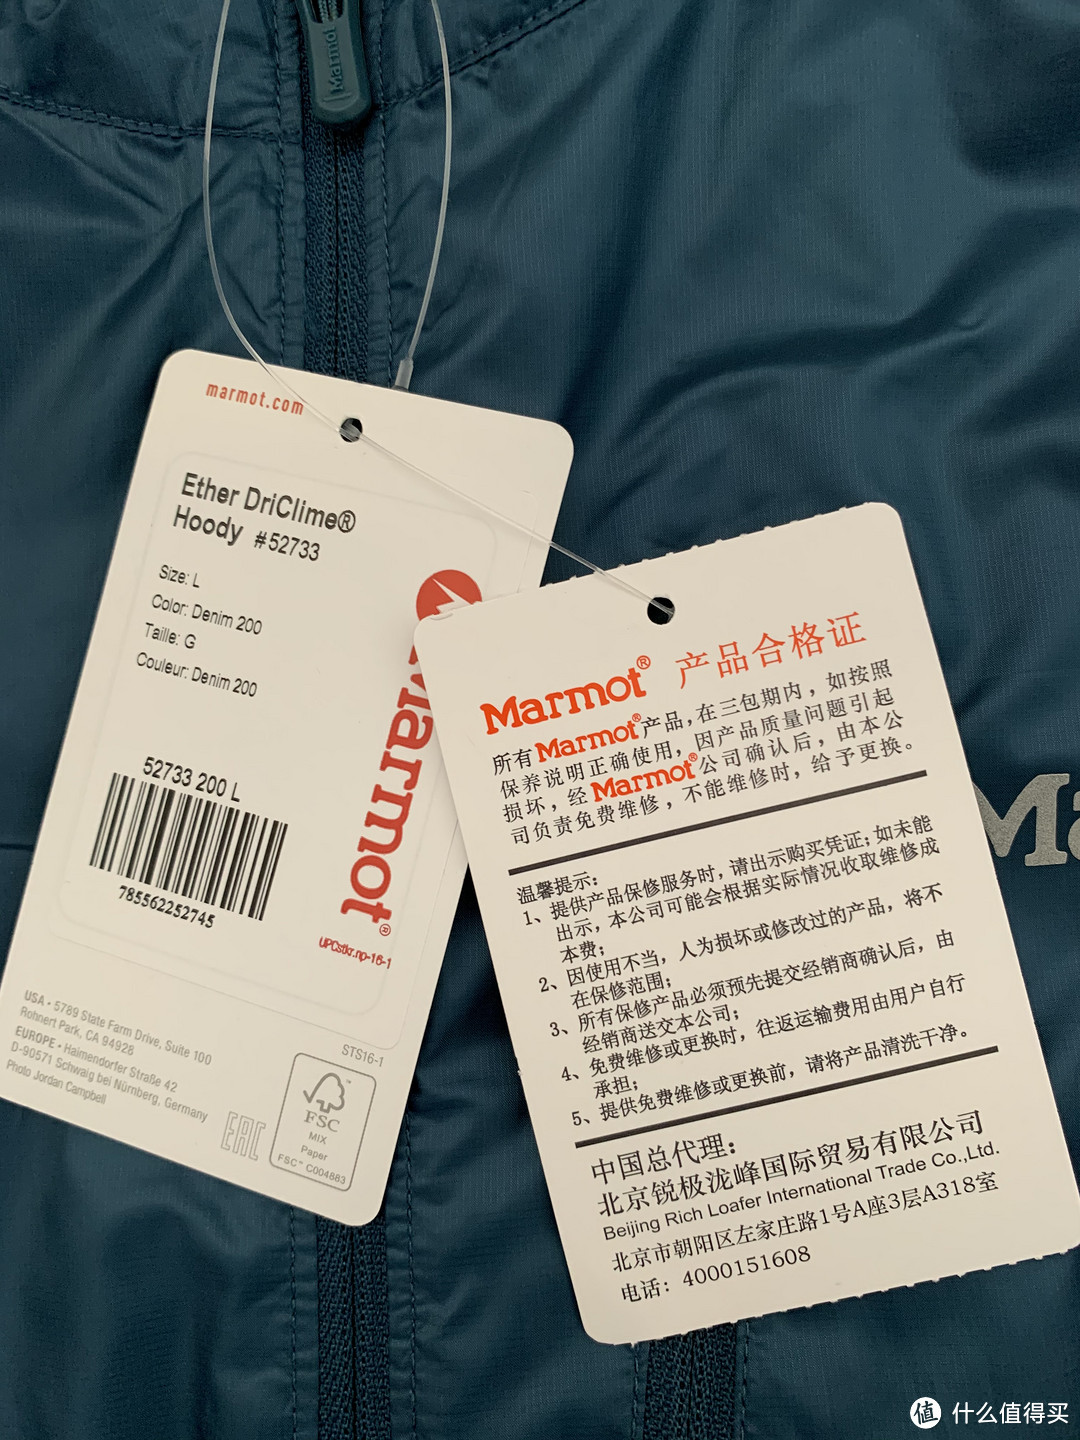 Marmot
marmot.com
Ether DriClime®
Hoody #52733
Size: L
Color: Denim 200
Taille: G
Couleur: Denim 200
52733 200 L
785562252745
Marmot®
UPCstkr.np-16-1
USA • 5789 State Farm Drive, Suite 100
Rohnert Park, CA 94928
EUROPE • Haimendorfer Straße 42
D-90571 Schwaig bei Nürnberg, Germany
Photo Jordan Campbell
STS16-1
EAC
FSC
MIX
Paper
FSC™ C004883
Marmot® 产品合格证
所有Marmot®产品,在三包期内，如按照
保养说明正确使用，因产品质量问题引起
损坏，经Marmot®公司确认后，由本公
司负责免费维修，不能维修时，给予更换。
温馨提示：
1、提供产品保修服务时，请出示购买凭证；如未能
出示，本公司可能会根据实际情况收取维修成
本费；
2、因使用不当，人为损坏或修改过的产品，将不
在保修范围；
3、所有保修产品必须预先提交经销商确认后，由
经销商送交本公司；
4、免费维修或更换时，往返运输费用由用户自行
承担；
5、提供免费维修或更换前，请将产品清洗干净。
中国总代理：
北京锐极泷峰国际贸易有限公司
Beijing Rich Loafer International Trade Co.,Ltd.
北京市朝阳区左家庄路1号A座3层A318室
电话：4000151608
Ma
值 什么值得买